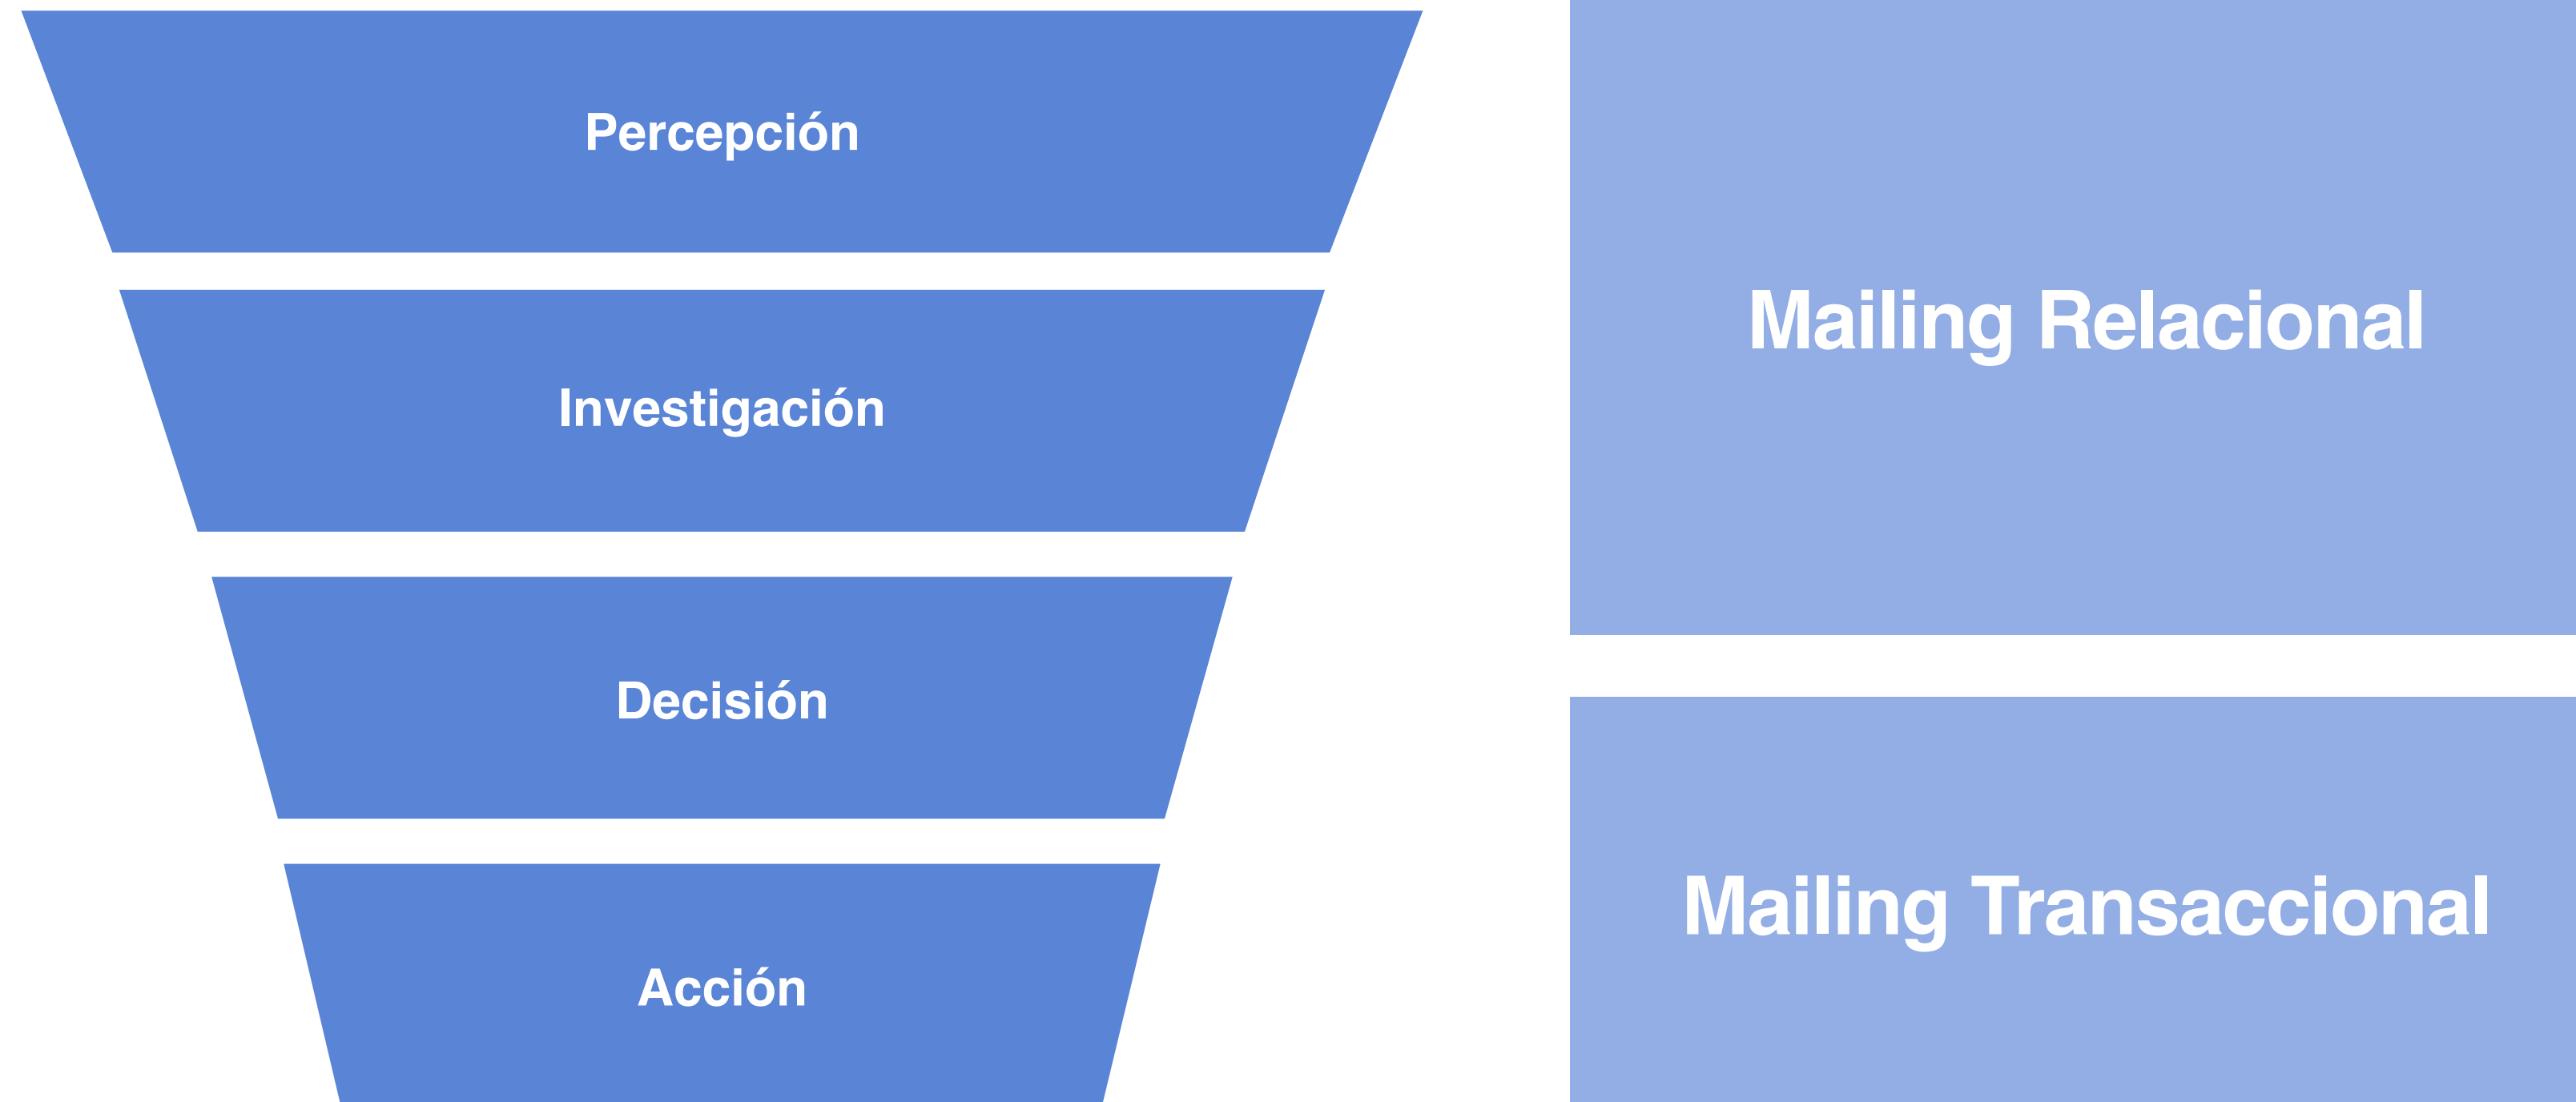 Percepción
Investigación
Decisión
Acción
Mailing Relacional
Mailing Transaccional